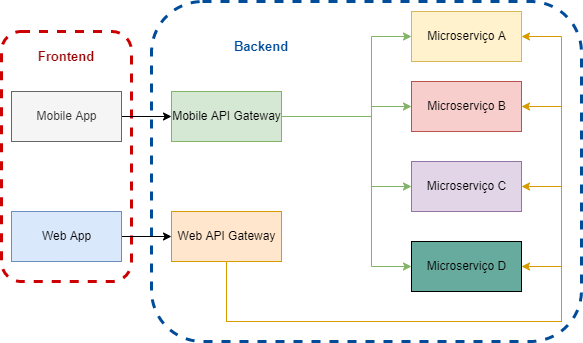 Frontend
Backend
Mobile App
Mobile API Gateway
Web App
Web API Gateway
Microserviço A
Microserviço B
Microserviço C
Microserviço D